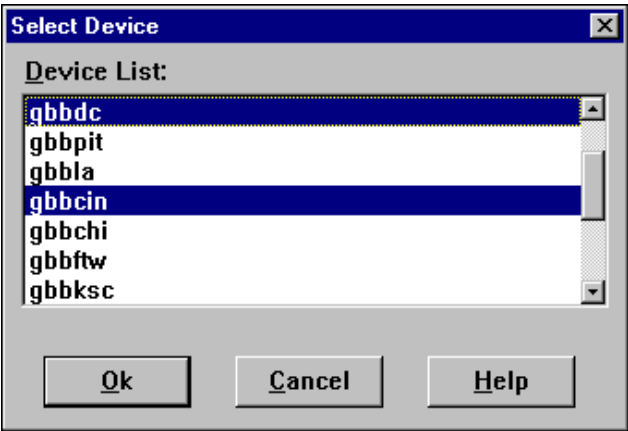 Select Device
Device List:
gbbdc
gbbpit
gbbla
gbbcin
gbbchi
gbbftw
gbbksc
Ok Cancel Help